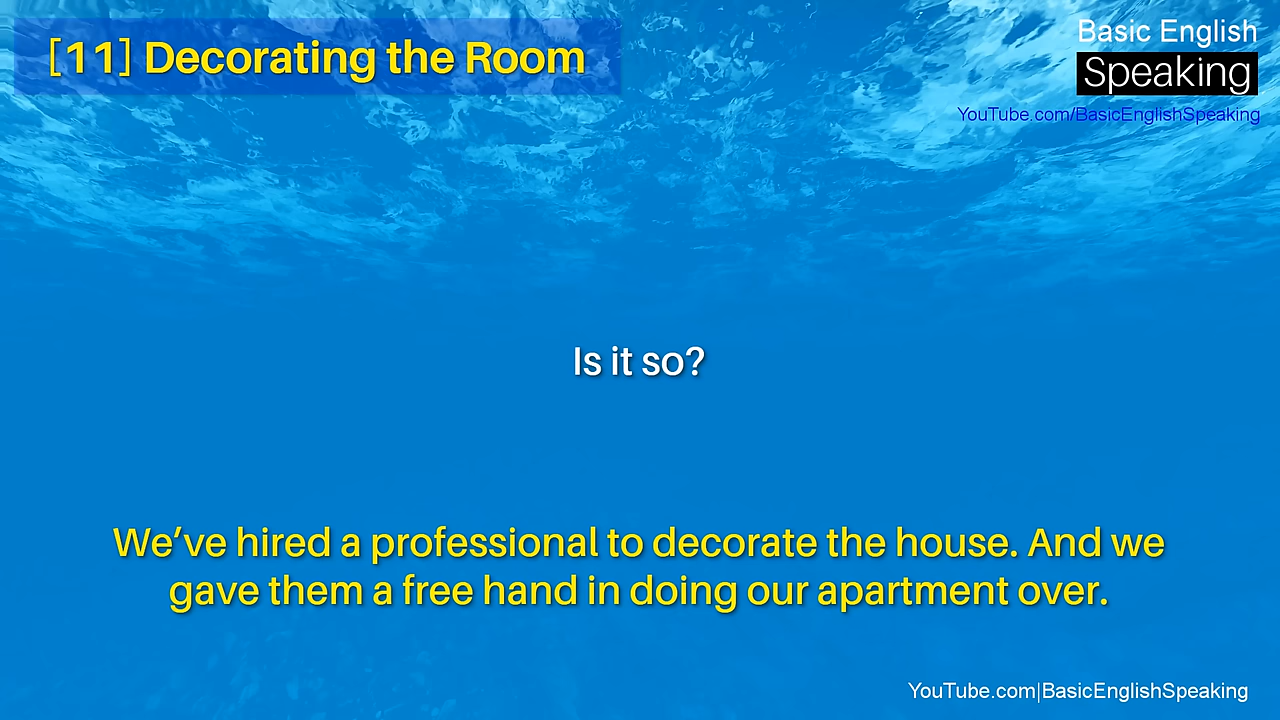 [11] Decorating the Room
Basic English
Speaking
YouTube.com/BasicEnglishSpeaking
Is it so?
We’ve hired a professional to decorate the house. And we
gave them a free hand in doing our apartment over.
YouTube.com|BasicEnglishSpeaking